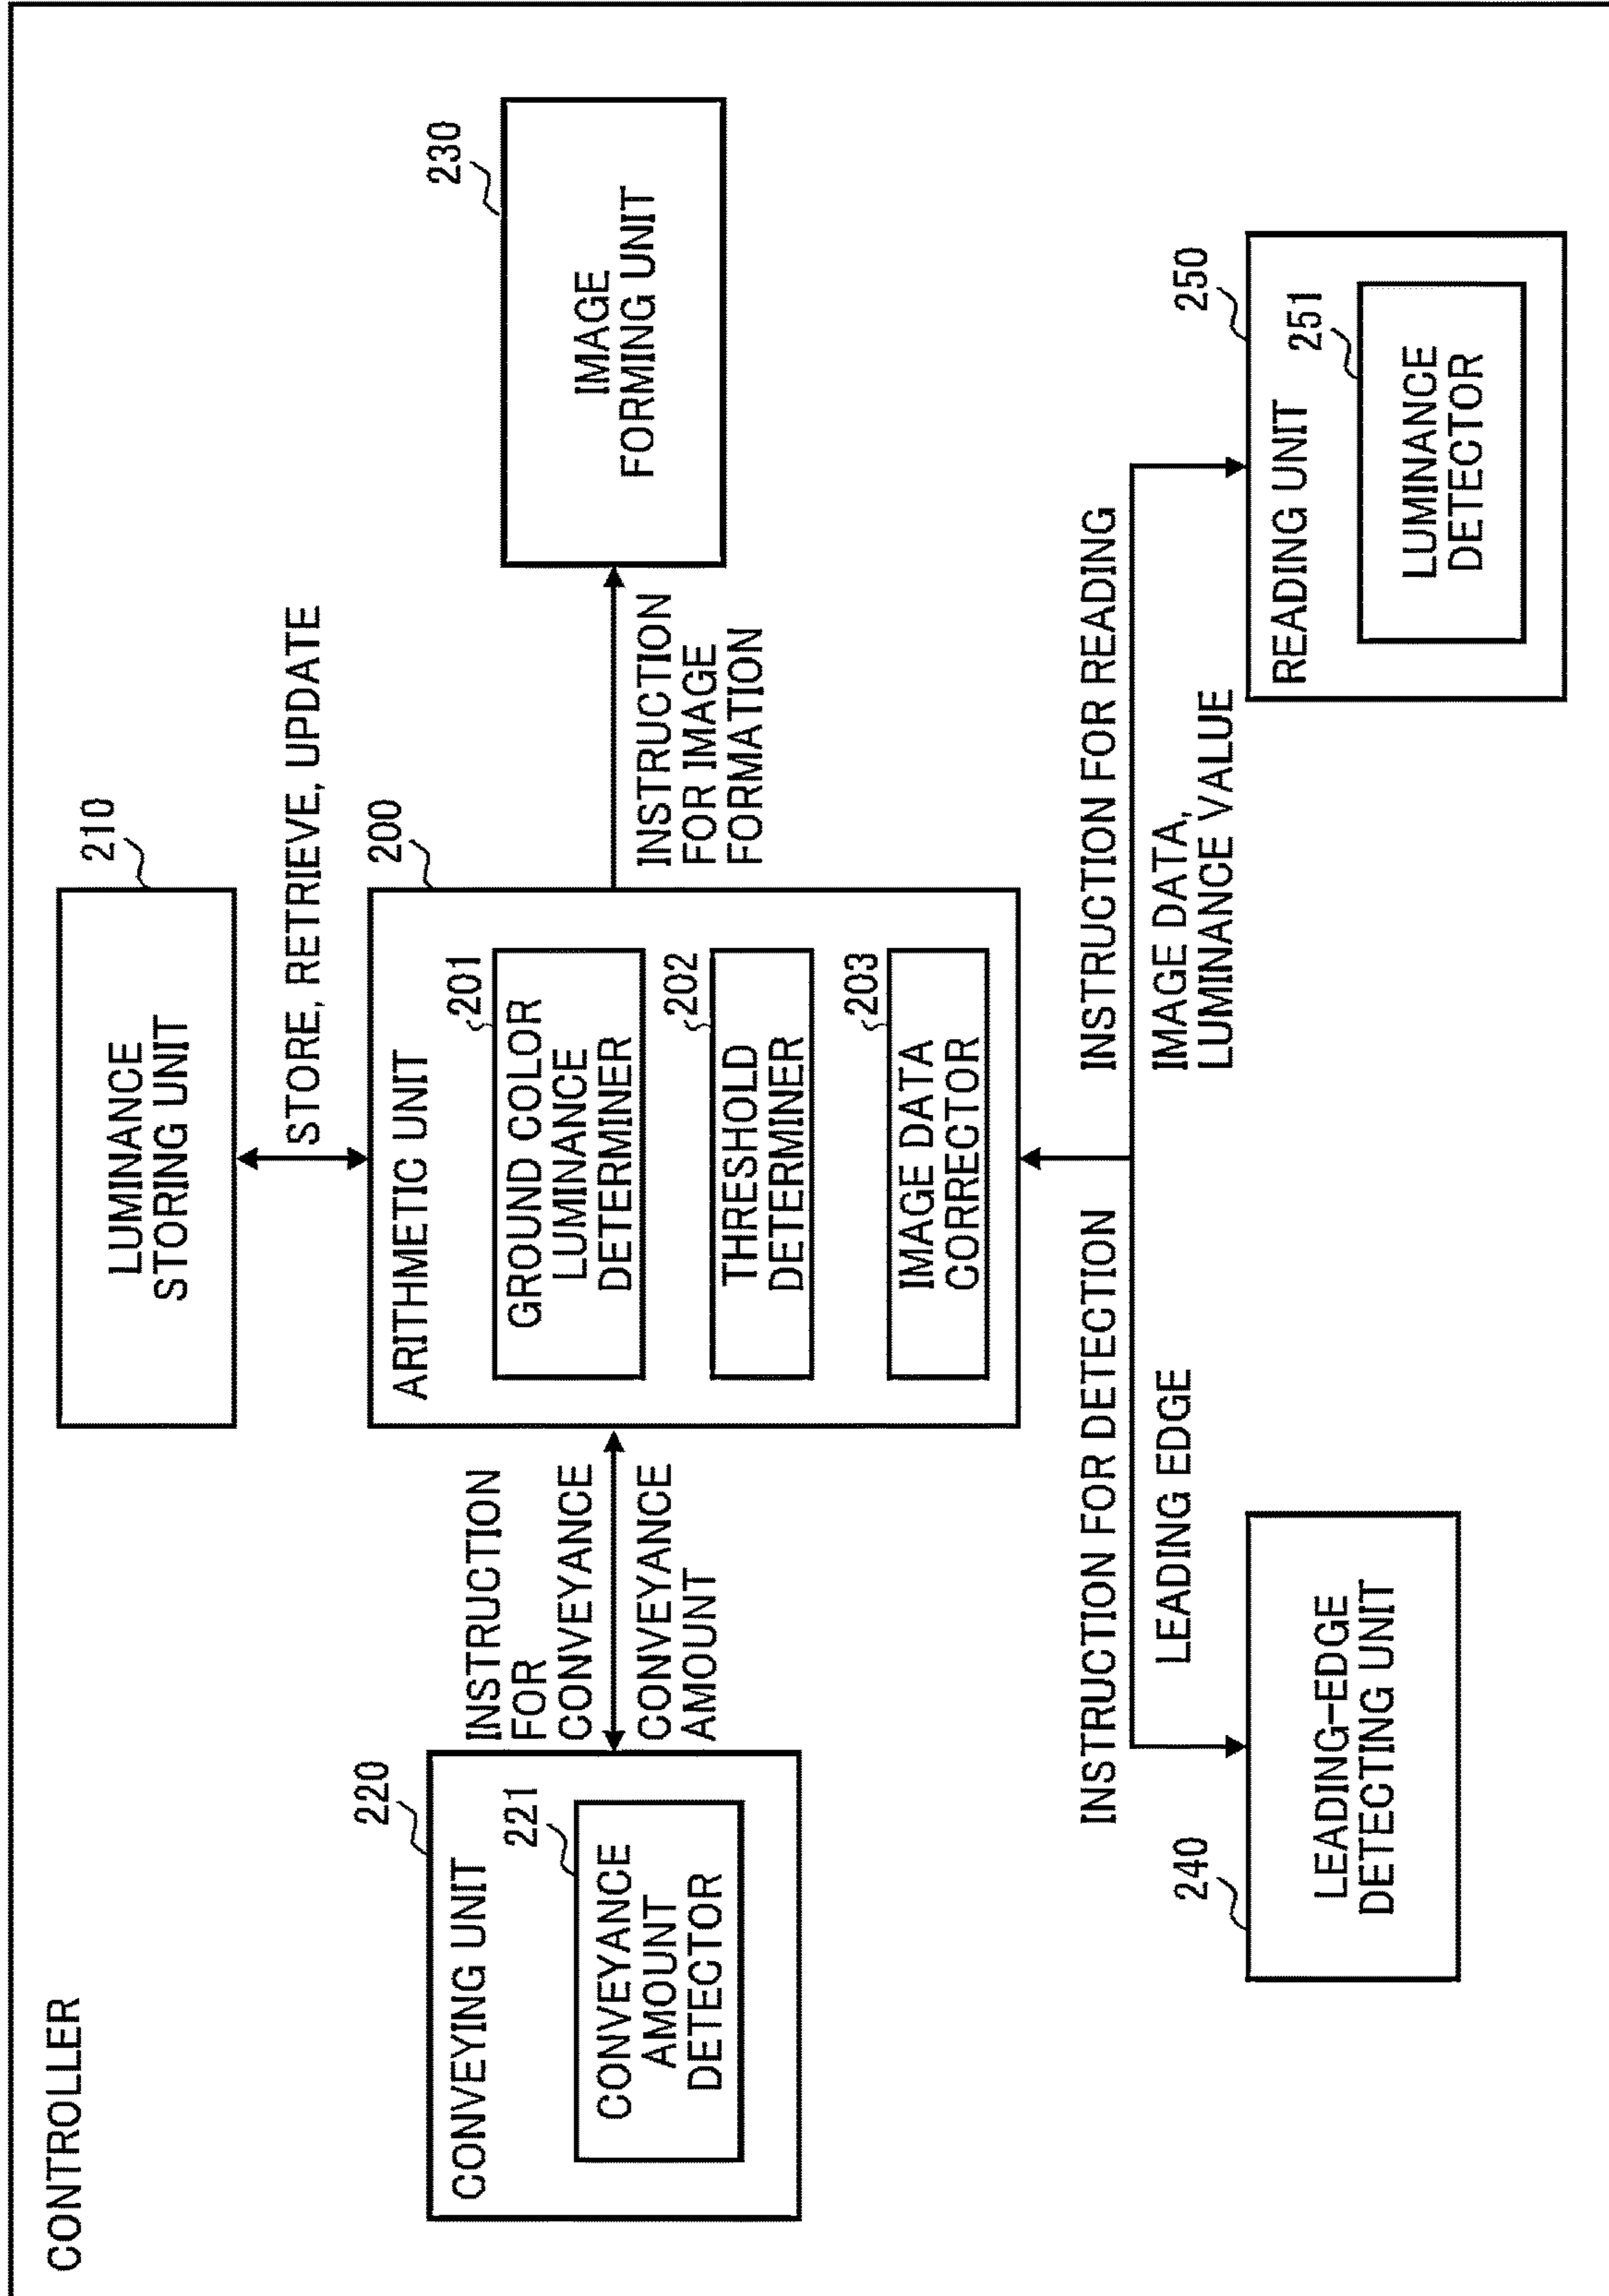 CONTROLLER
210
LUMINANCE
STORING UNIT
STORE, RETRIEVE, UPDATE
220
CONVEYING UNIT
221
CONVEYANCE
AMOUNT
DETECTOR
INSTRUCTION
FOR
CONVEYANCE
CONVEYANCE
AMOUNT
200
ARITHMETIC UNIT
201
GROUND COLOR
LUMINANCE
DETERMINER
202
THRESHOLD
DETERMINER
203
IMAGE DATA
CORRECTOR
INSTRUCTION
FOR IMAGE
FORMATION
230
IMAGE
FORMING UNIT
INSTRUCTION FOR DETECTION
LEADING EDGE
INSTRUCTION FOR READING
IMAGE DATA,
LUMINANCE VALUE
240
LEADING-EDGE
DETECTING UNIT
250
READING UNIT
251
LUMINANCE
DETECTOR